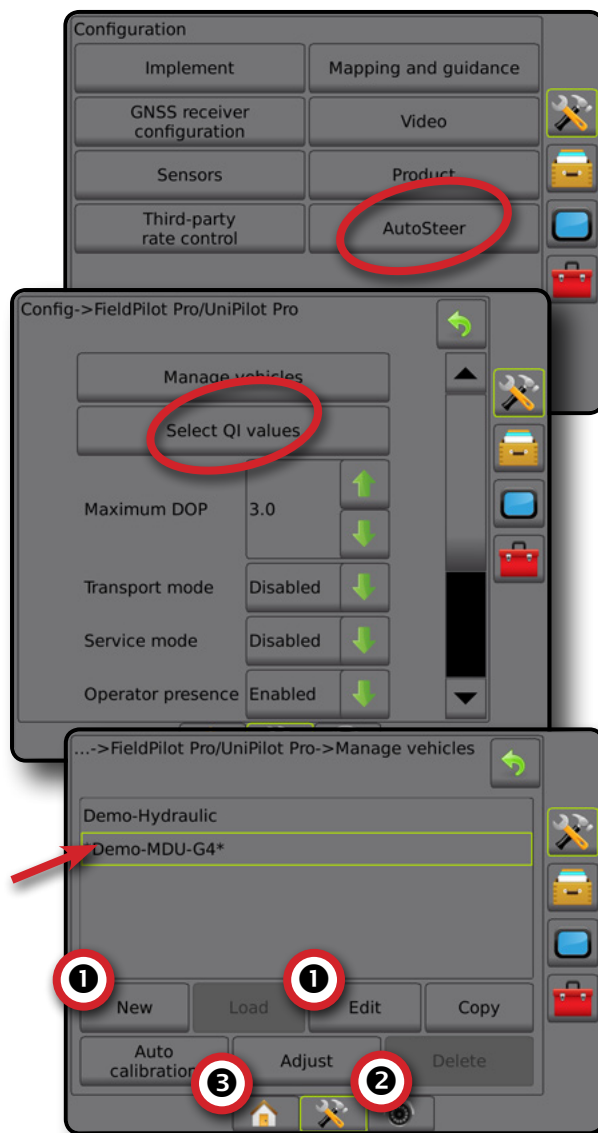 Configuration
Implement
Mapping and guidance
GNSS receiver
configuration
Video
Sensors
Product
Third-party
rate control
AutoSteer
Config->FieldPilot Pro/UniPilot Pro
Manage vehicles
Select QI values
Maximum DOP
3.0
Transport mode
Disabled
Service mode
Disabled
Operator presence
Enabled
...->FieldPilot Pro/UniPilot Pro->Manage vehicles
Demo-Hydraulic
*Demo-MDU-G4*
1
1
New
Load
Edit
Copy
Auto
calibration
Adjust
Delete
3
2